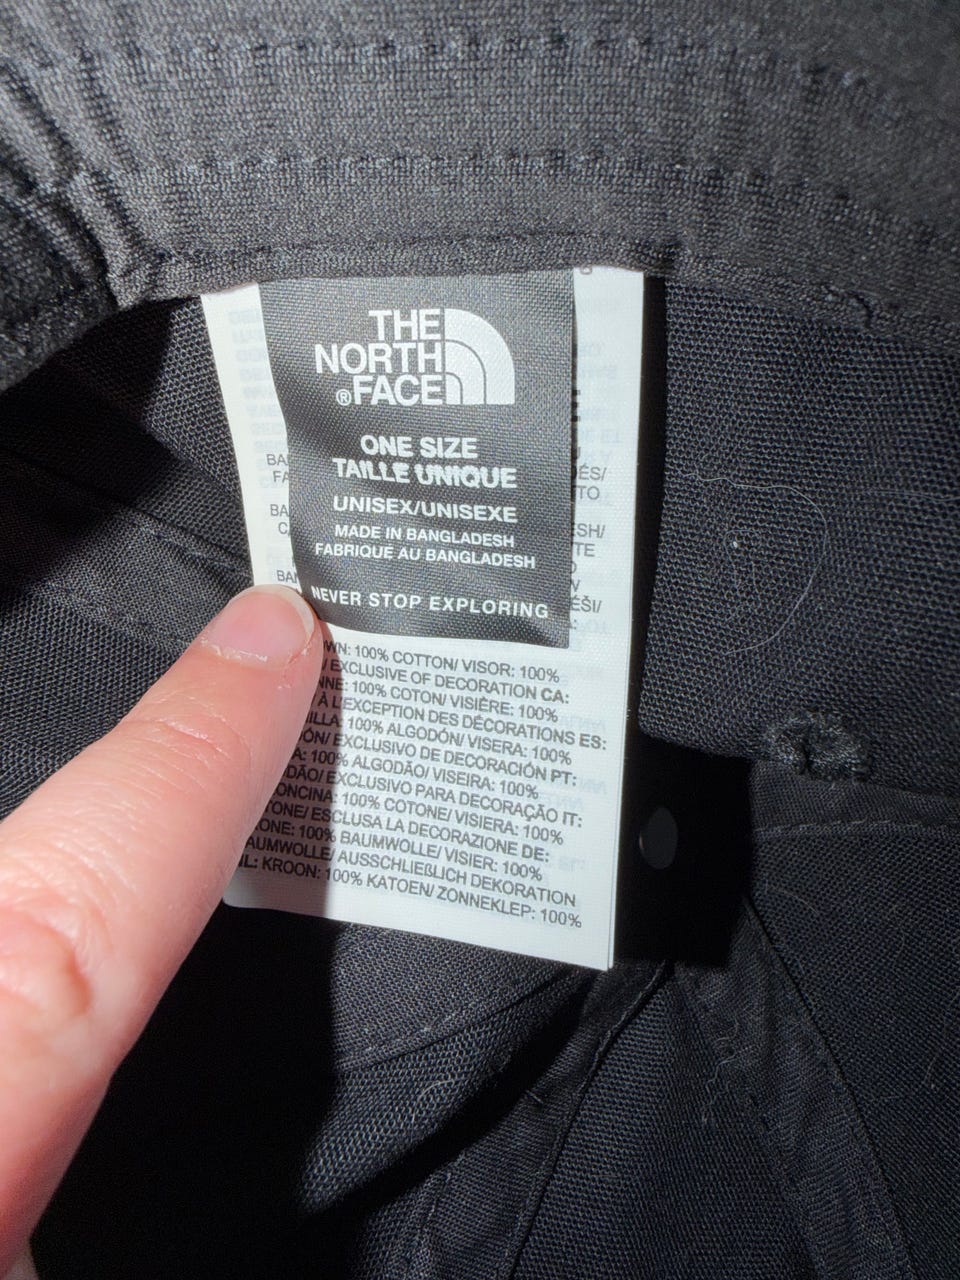 THE
NORTH
® FACE
ONE SIZE
TAILLE UNIQUE
UNISEX/UNISEXE
MADE IN BANGLADESH
FABRIQUÉ AU BANGLADESH
NEVER STOP EXPLORING
100% COTTON/ VISOR: 100%
/ EXCLUSIVE OF DECORATION CA:
100% COTON/ VISIÈRE: 100%
À L'EXCEPTION DES DÉCORATIONS ES:
100% ALGODÓN/ VISERA: 100%
EXCLUSIVO DE DECORACIÓN PT:
100% ALGODÃO/ VISEIRA: 100%
EXCLUSIVO PARA DECORAÇÃO IT:
100% COTONE/ VISIERA: 100%
ESCLUSA LA DECORAZIONE DE:
100% BAUMWOLLE/ VISIER: 100%
AUSSCHLIEßLICH DEKORATION
KROON: 100% KATOEN/ ZONNEKLEP: 100%